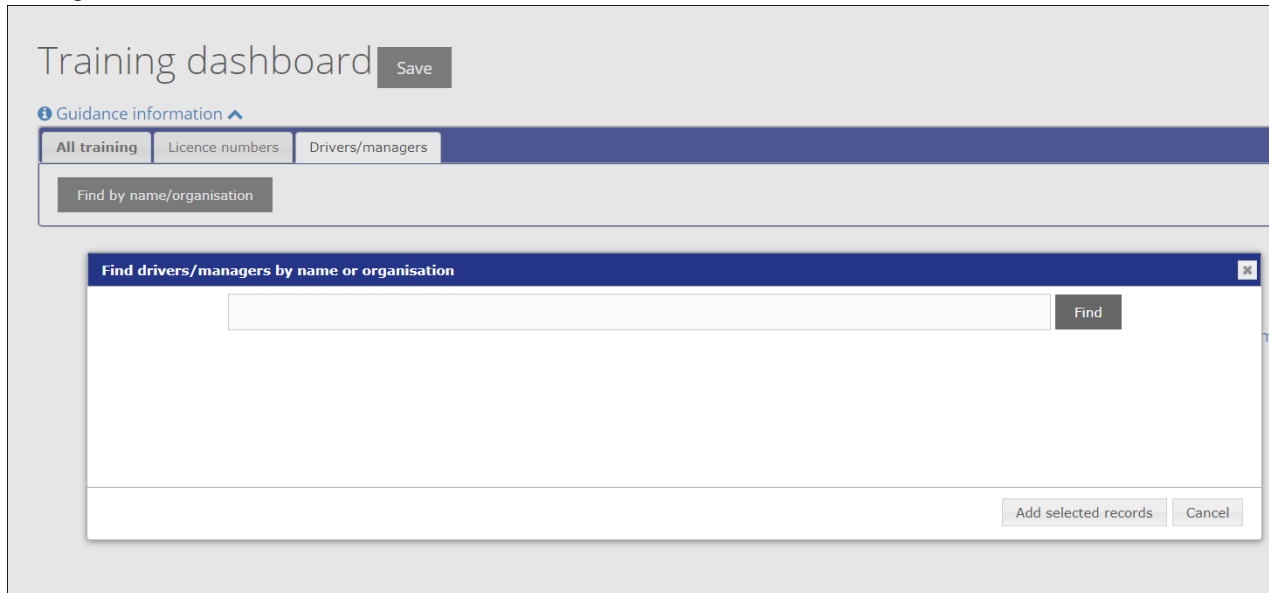 Training dashboard Save
Guidance information
All training Licence numbers Drivers/managers
Find by name/organisation
Find drivers/managers by name or organisation
Find
Add selected records Cancel